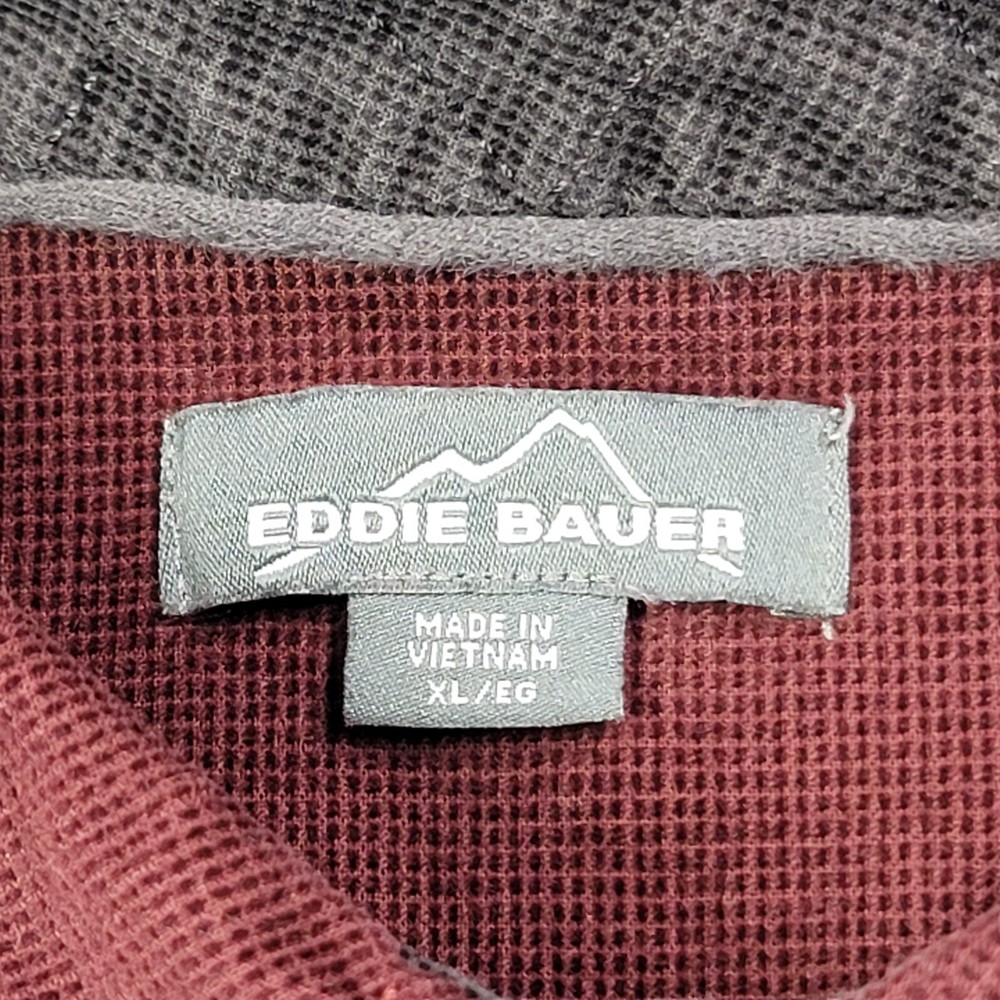 EDDIE BAUER
MADE IN
VIETNAM
XL/EG